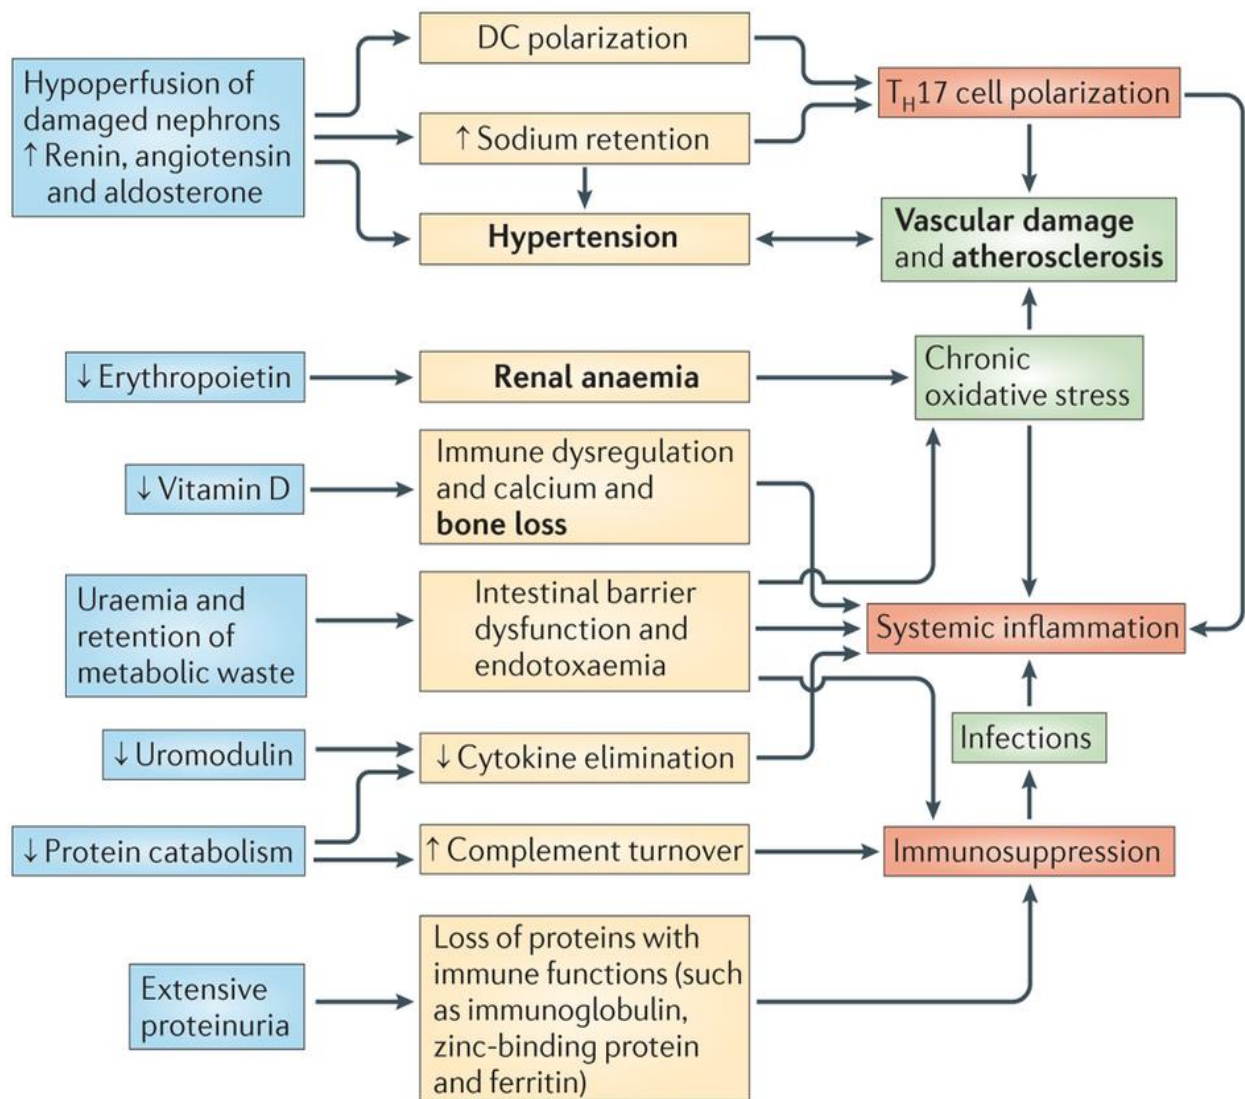 Hypoperfusion of
damaged nephrons
↑ Renin, angiotensin
and aldosterone
DC polarization
↑ Sodium retention
Hypertension
TH17 cell polarization
Vascular damage
and atherosclerosis
↓ Erythropoietin
Renal anaemia
Chronic
oxidative stress
↓ Vitamin D
Immune dysregulation
and calcium and
bone loss
Uraemia and
retention of
metabolic waste
Intestinal barrier
dysfunction and
endotoxaemia
Systemic inflammation
↓ Uromodulin
↓ Cytokine elimination
Infections
↓ Protein catabolism
↑ Complement turnover
Immunosuppression
Extensive
proteinuria
Loss of proteins with
immune functions (such
as immunoglobulin,
zinc-binding protein
and ferritin)